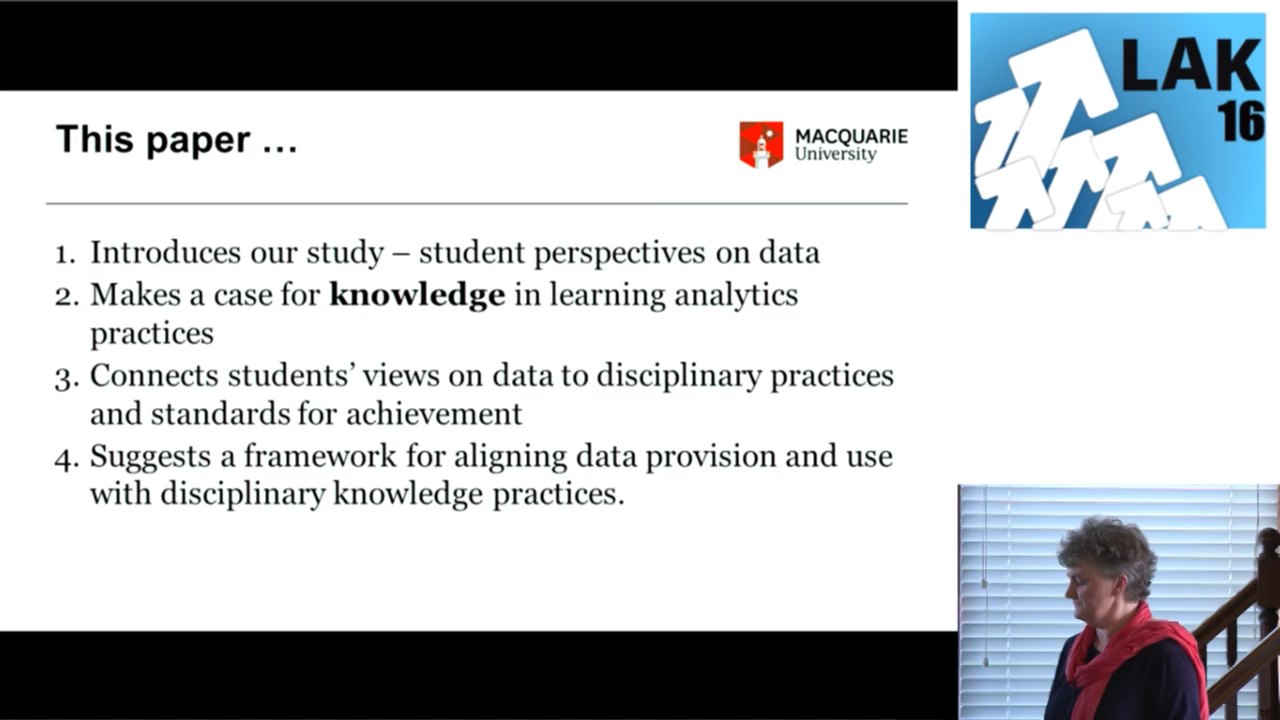 This paper …
MACQUARIE
University
1. Introduces our study – student perspectives on data
2. Makes a case for knowledge in learning analytics
practices
3. Connects students’ views on data to disciplinary practices
and standards for achievement
4. Suggests a framework for aligning data provision and use
with disciplinary knowledge practices.
LAK
16